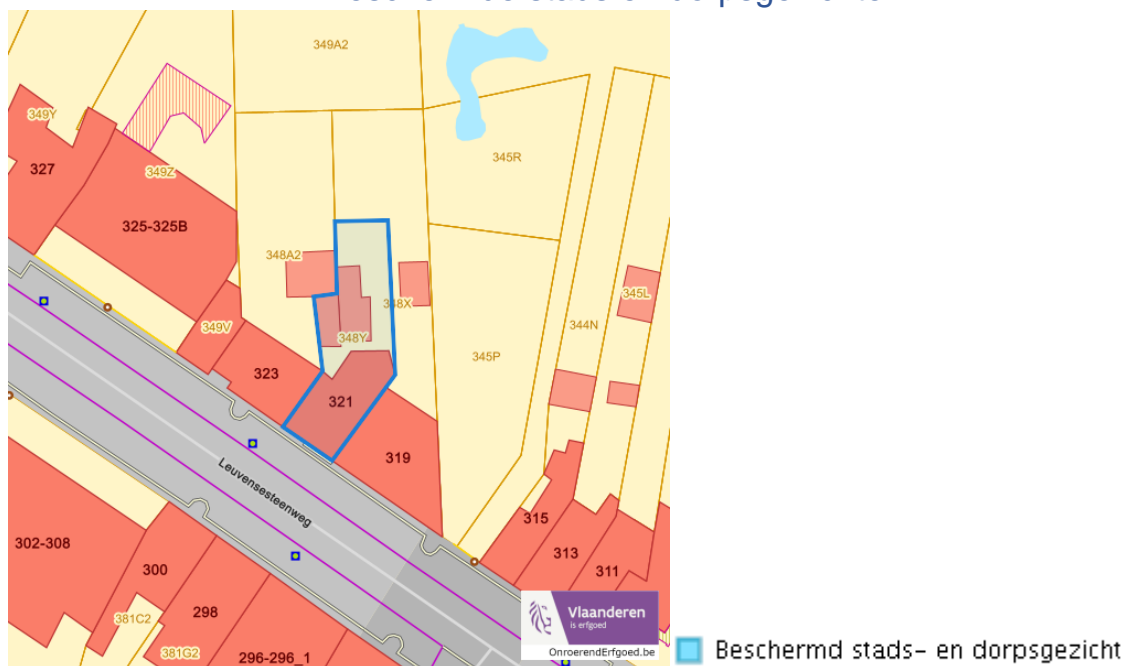 349A2
349Y
345R
327
349Z
325-325B
348A2
348X
345L
349V
344N
348Y
345P
323
321
319
Leuvensesteenweg
315
313
311
302-308
300
298
381C2
381G2
296-296_1
Vlaanderen
is erfgoed
OnroerendErfgoed.be
Beschermd stads- en dorpsgezicht